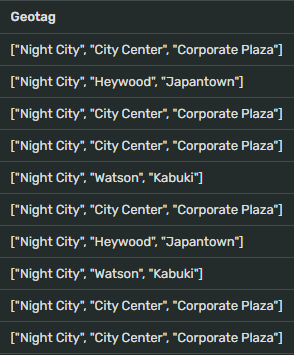 Geotag
["Night City", "City Center", "Corporate Plaza"]
["Night City", "Heywood", "Japantown"]
["Night City", "City Center", "Corporate Plaza"]
["Night City", "City Center", "Corporate Plaza"]
["Night City", "Watson", "Kabuki"]
["Night City", "City Center", "Corporate Plaza"]
["Night City", "Heywood", "Japantown"]
["Night City", "Watson", "Kabuki"]
["Night City", "City Center", "Corporate Plaza"]
["Night City", "City Center", "Corporate Plaza"]